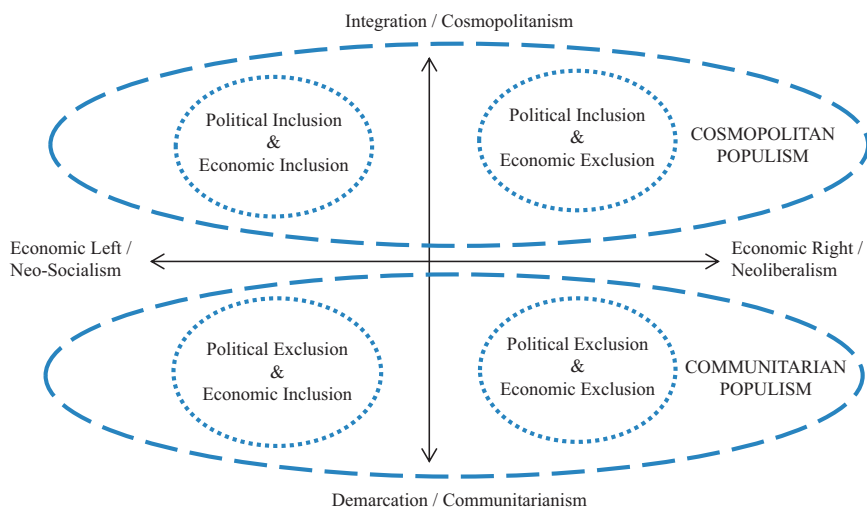 Integration / Cosmopolitanism
Political Inclusion
&
Economic Inclusion
Political Inclusion
&
Economic Exclusion
COSMOPOLITAN
POPULISM
Economic Left /
Neo-Socialism
Economic Right /
Neoliberalism
Political Exclusion
&
Economic Inclusion
Political Exclusion
&
Economic Exclusion
COMMUNITARIAN
POPULISM
Demarcation / Communitarianism